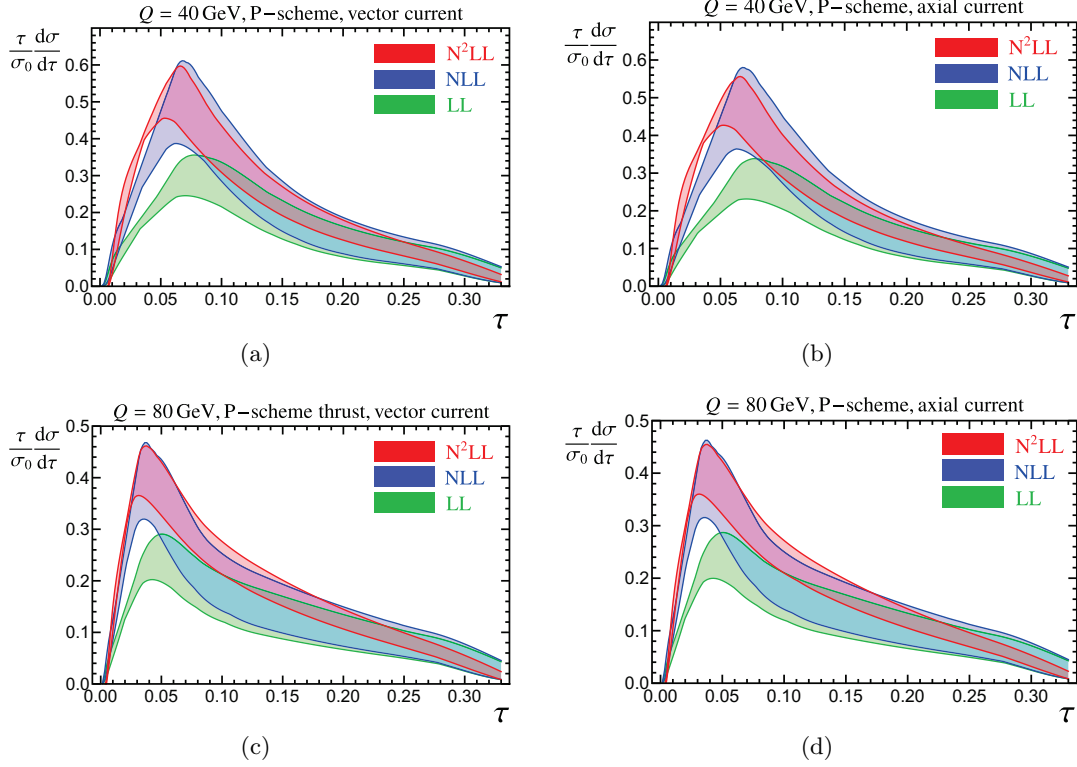 Q = 40 GeV, P−scheme, vector current
τ/σ₀ dσ/dτ
N²LL
NLL
LL
0.6
0.5
0.4
0.3
0.2
0.1
0.0
0.00 0.05 0.10 0.15 0.20 0.25 0.30
τ
(a)
Q = 40 GeV, P−scheme, axial current
τ/σ₀ dσ/dτ
N²LL
NLL
LL
0.6
0.5
0.4
0.3
0.2
0.1
0.0
0.00 0.05 0.10 0.15 0.20 0.25 0.30
τ
(b)
Q = 80 GeV, P−scheme thrust, vector current
τ/σ₀ dσ/dτ
N²LL
NLL
LL
0.5
0.4
0.3
0.2
0.1
0.0
0.00 0.05 0.10 0.15 0.20 0.25 0.30
τ
(c)
Q = 80 GeV, P−scheme, axial current
τ/σ₀ dσ/dτ
N²LL
NLL
LL
0.5
0.4
0.3
0.2
0.1
0.0
0.00 0.05 0.10 0.15 0.20 0.25 0.30
τ
(d)